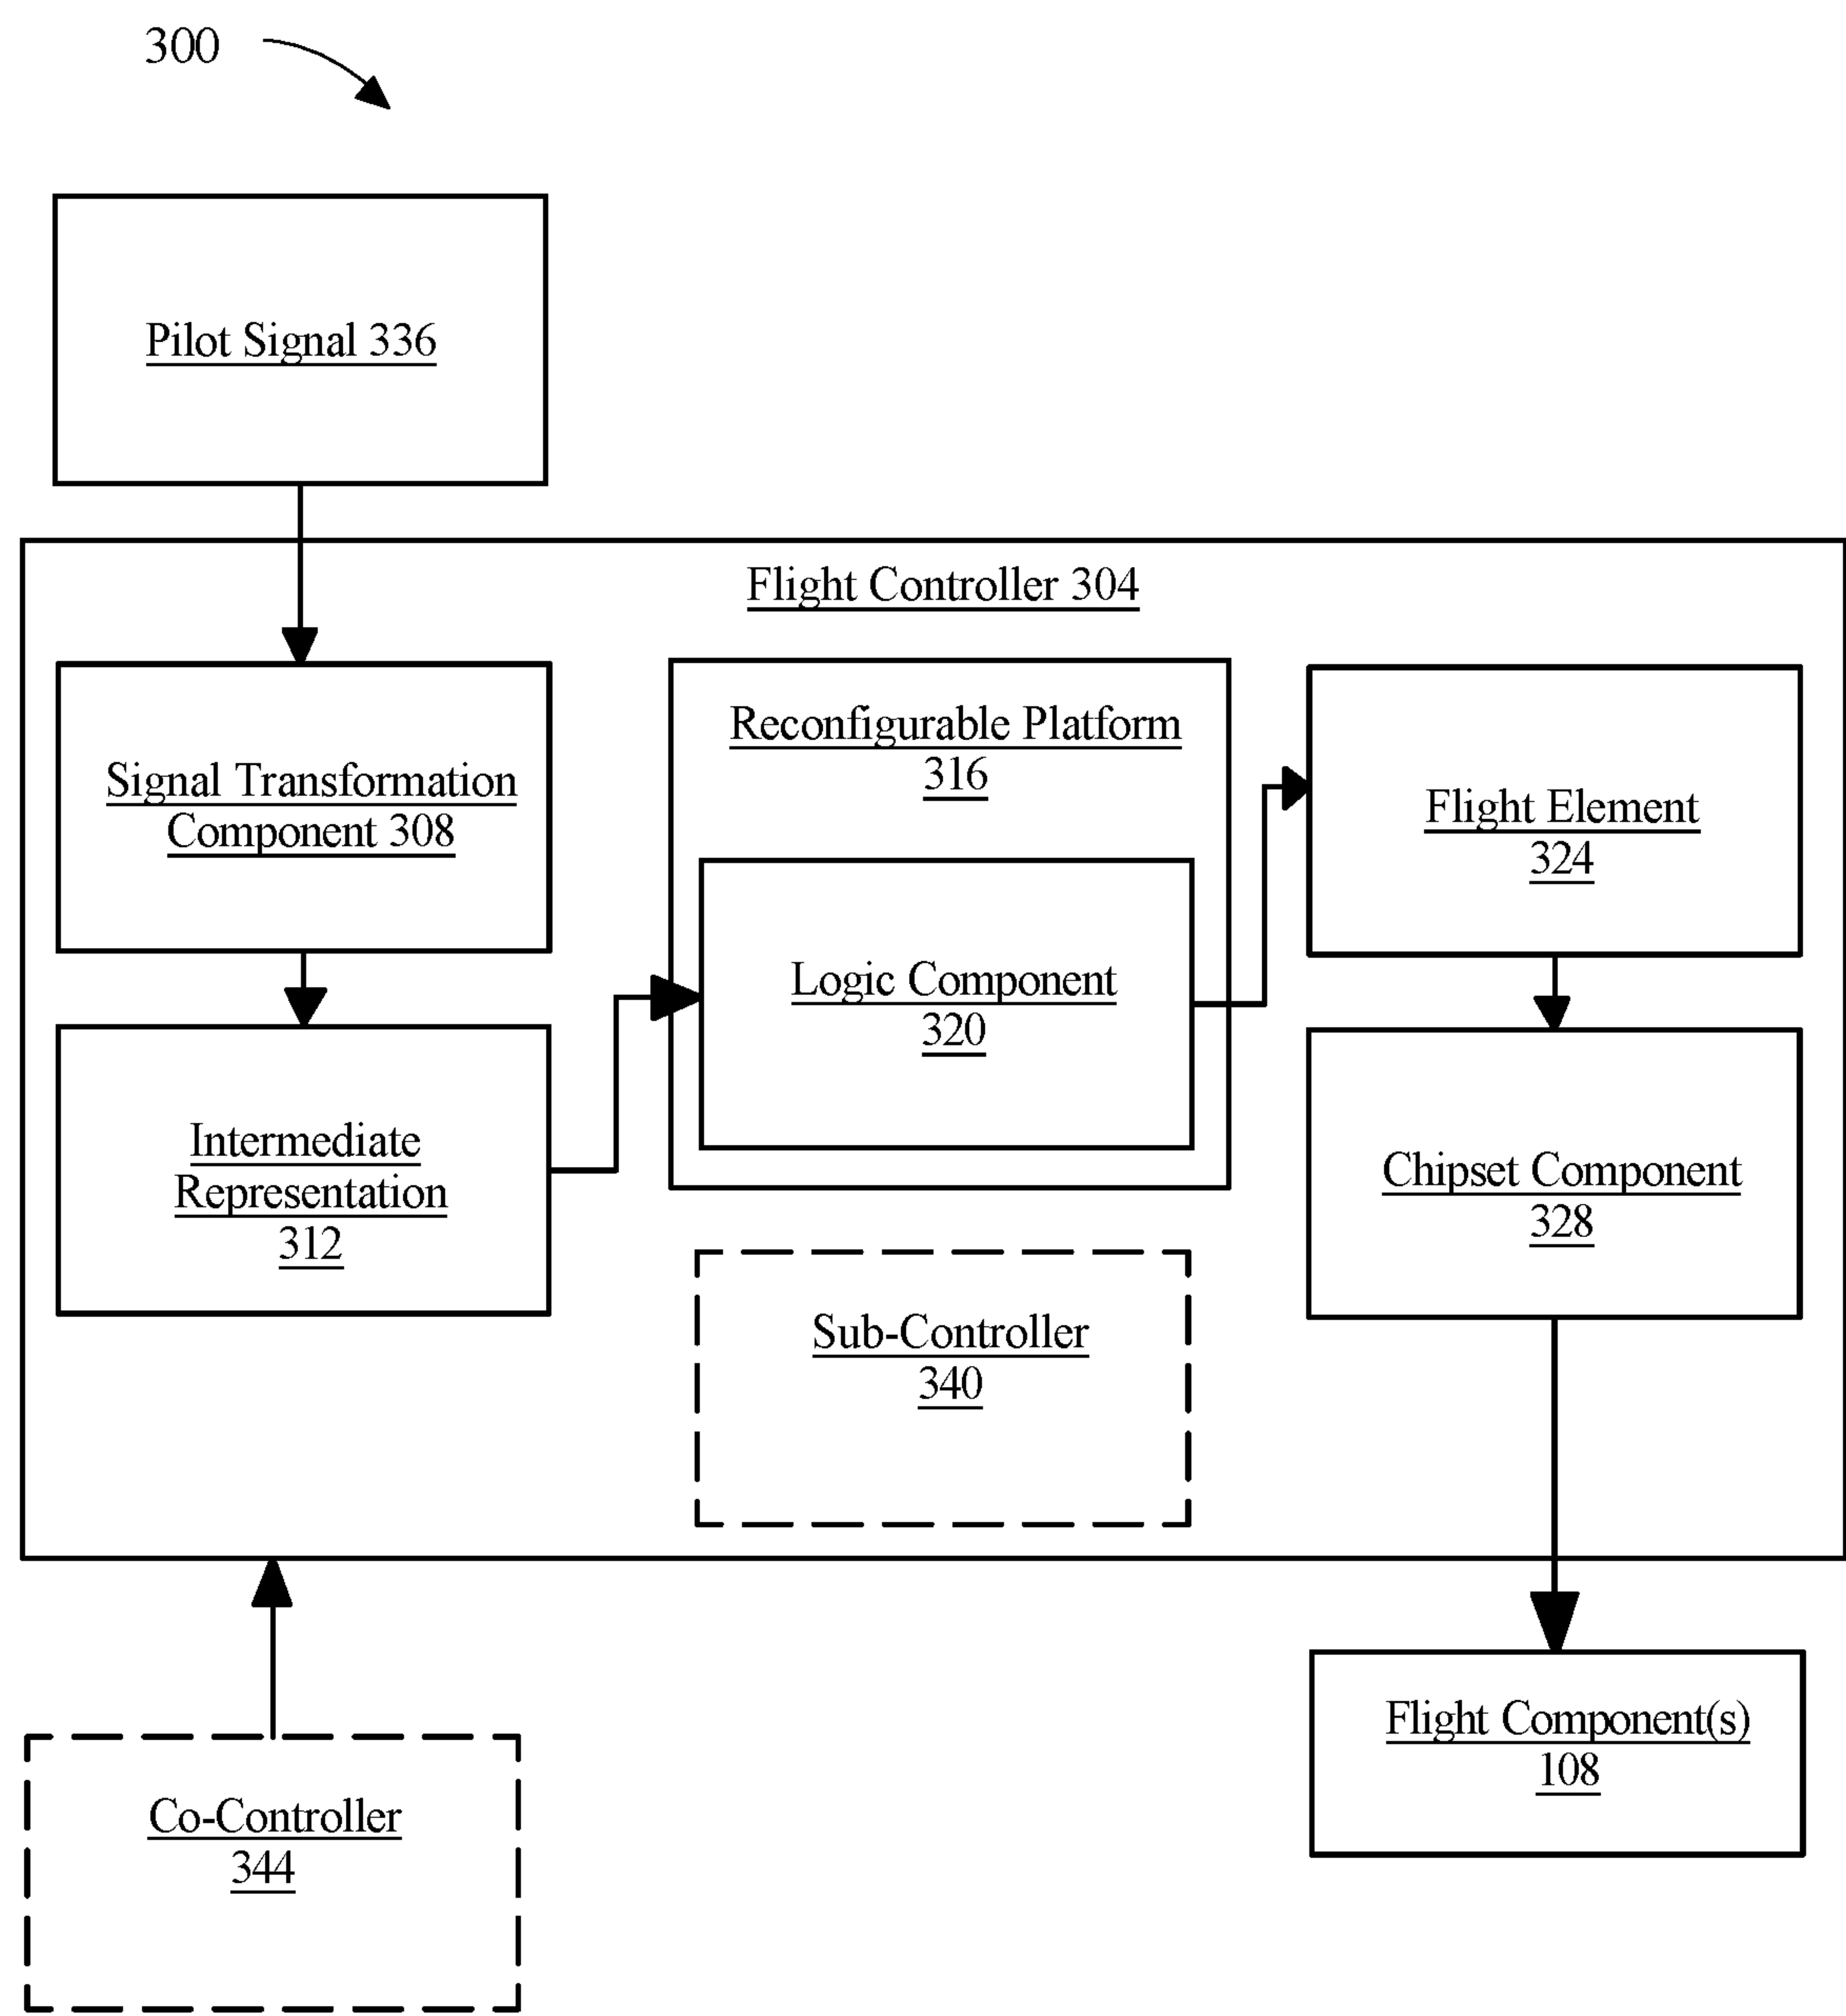 300
Pilot Signal 336
Flight Controller 304
Signal Transformation
Component 308
Intermediate
Representation
312
Reconfigurable Platform
316
Logic Component
320
Sub-Controller
340
Flight Element
324
Chipset Component
328
Co-Controller
344
Flight Component(s)
108